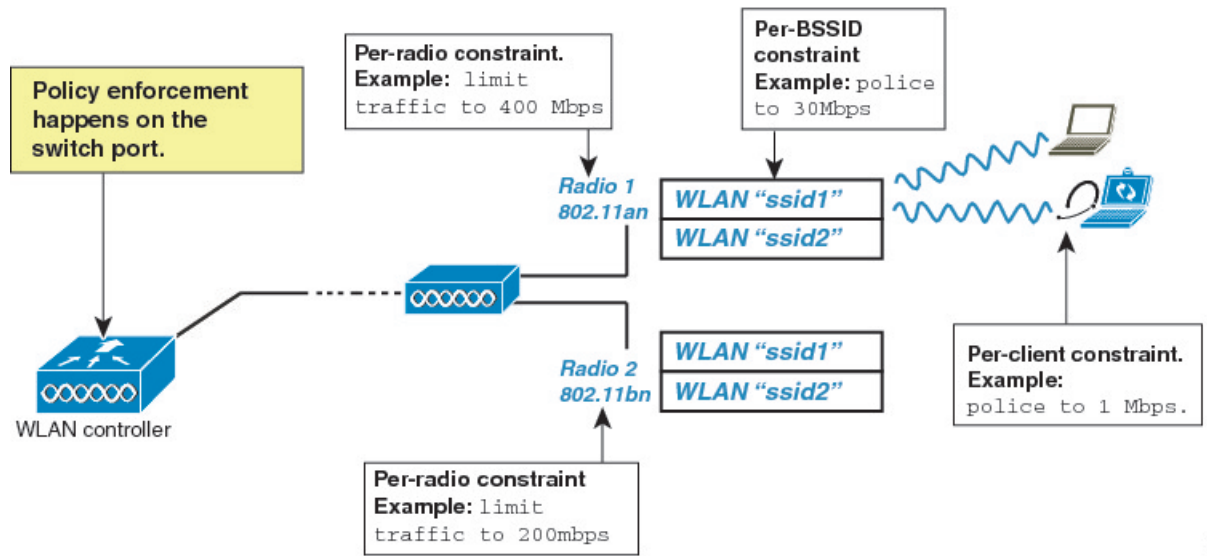 Policy enforcement
happens on the
switch port.
WLAN controller
Per-radio constraint.
Example: limit
traffic to 400 Mbps
Radio 1
802.11an
Per-BSSID
constraint
Example: police
to 30Mbps
WLAN “ssid1”
WLAN “ssid2”
Radio 2
802.11bn
WLAN “ssid1”
WLAN “ssid2”
Per-radio constraint
Example: limit
traffic to 200mbps
Per-client constraint.
Example:
police to 1 Mbps.